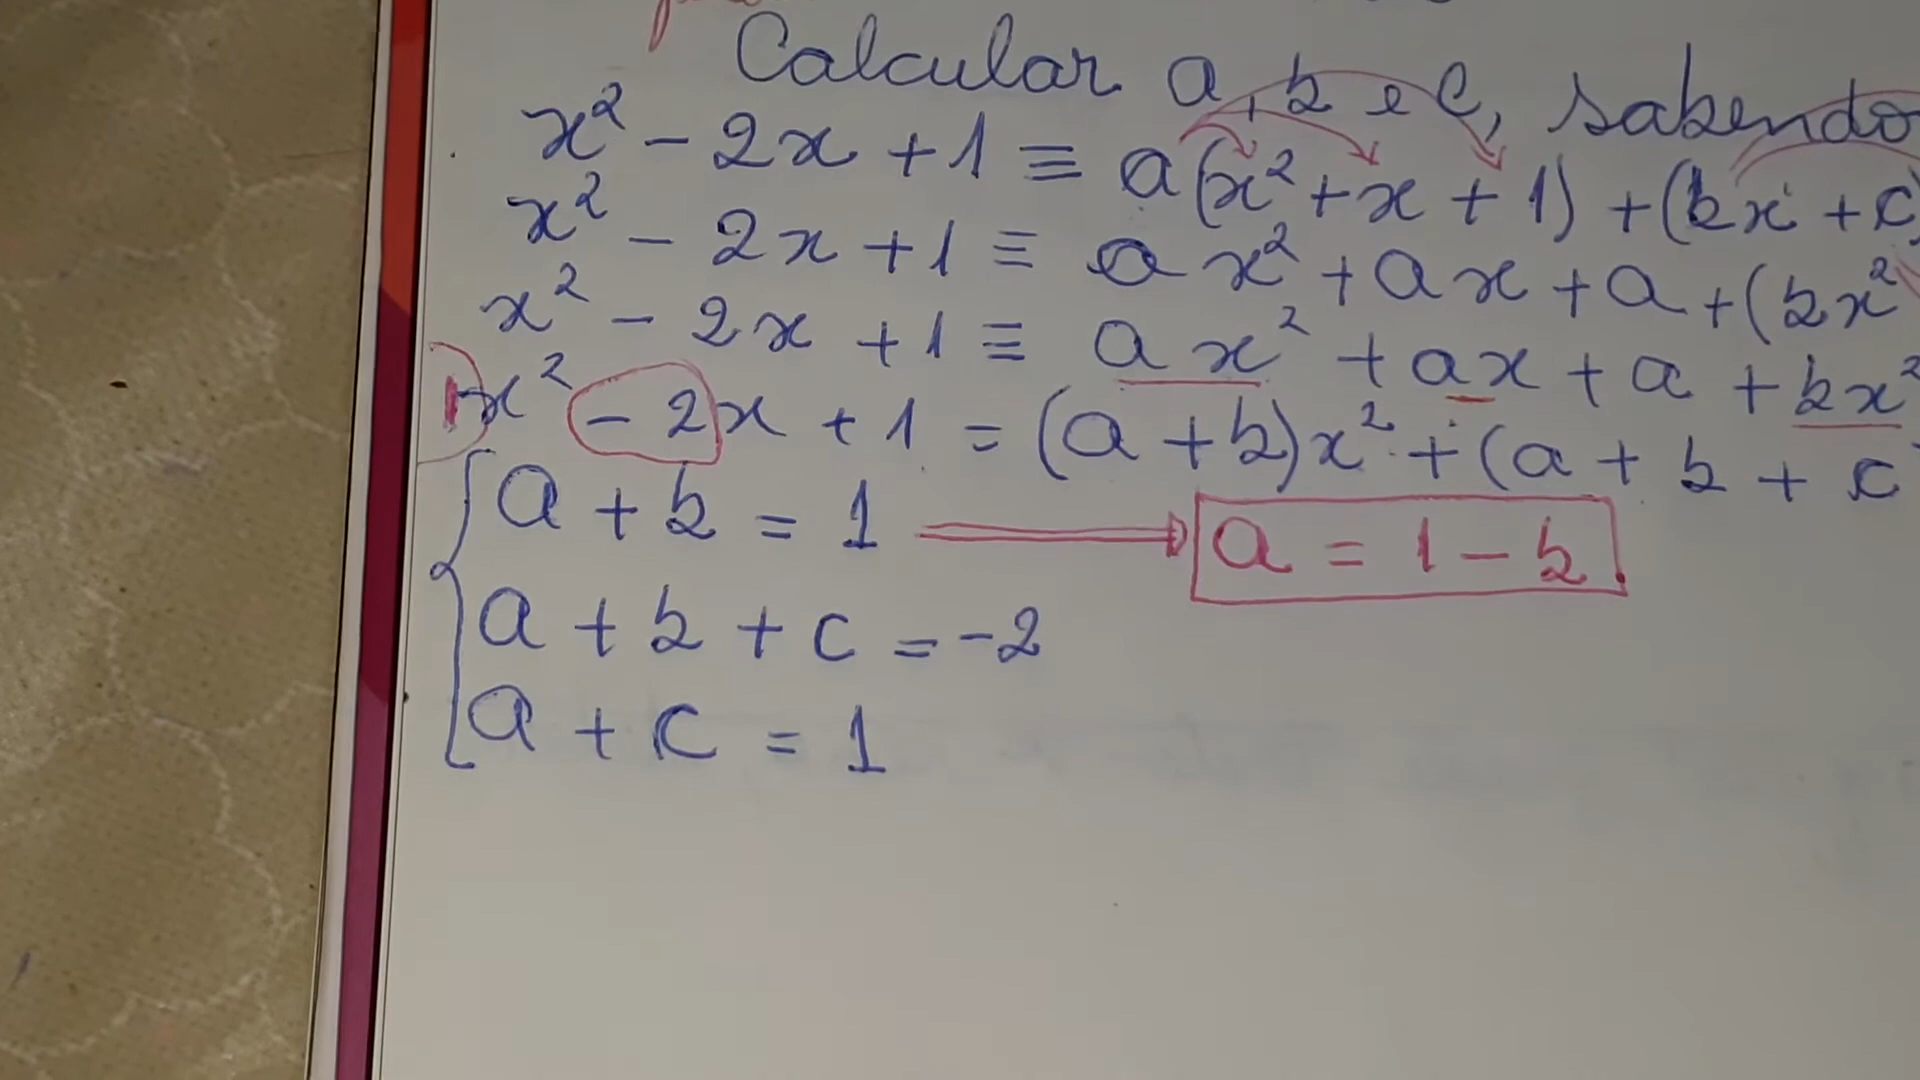 Calcular a, b e c, sabendo
x² - 2x + 1 ≡ a(x² + x + 1) + (bx + c)
x² - 2x + 1 ≡ ax² + ax + a + (bx²
x² - 2x + 1 ≡ ax² + ax + a + bx²
1x² - 2x + 1 = (a + b)x² + (a + b + c
a + b = 1 ⇒ a = 1 - b
a + b + c = -2
a + c = 1